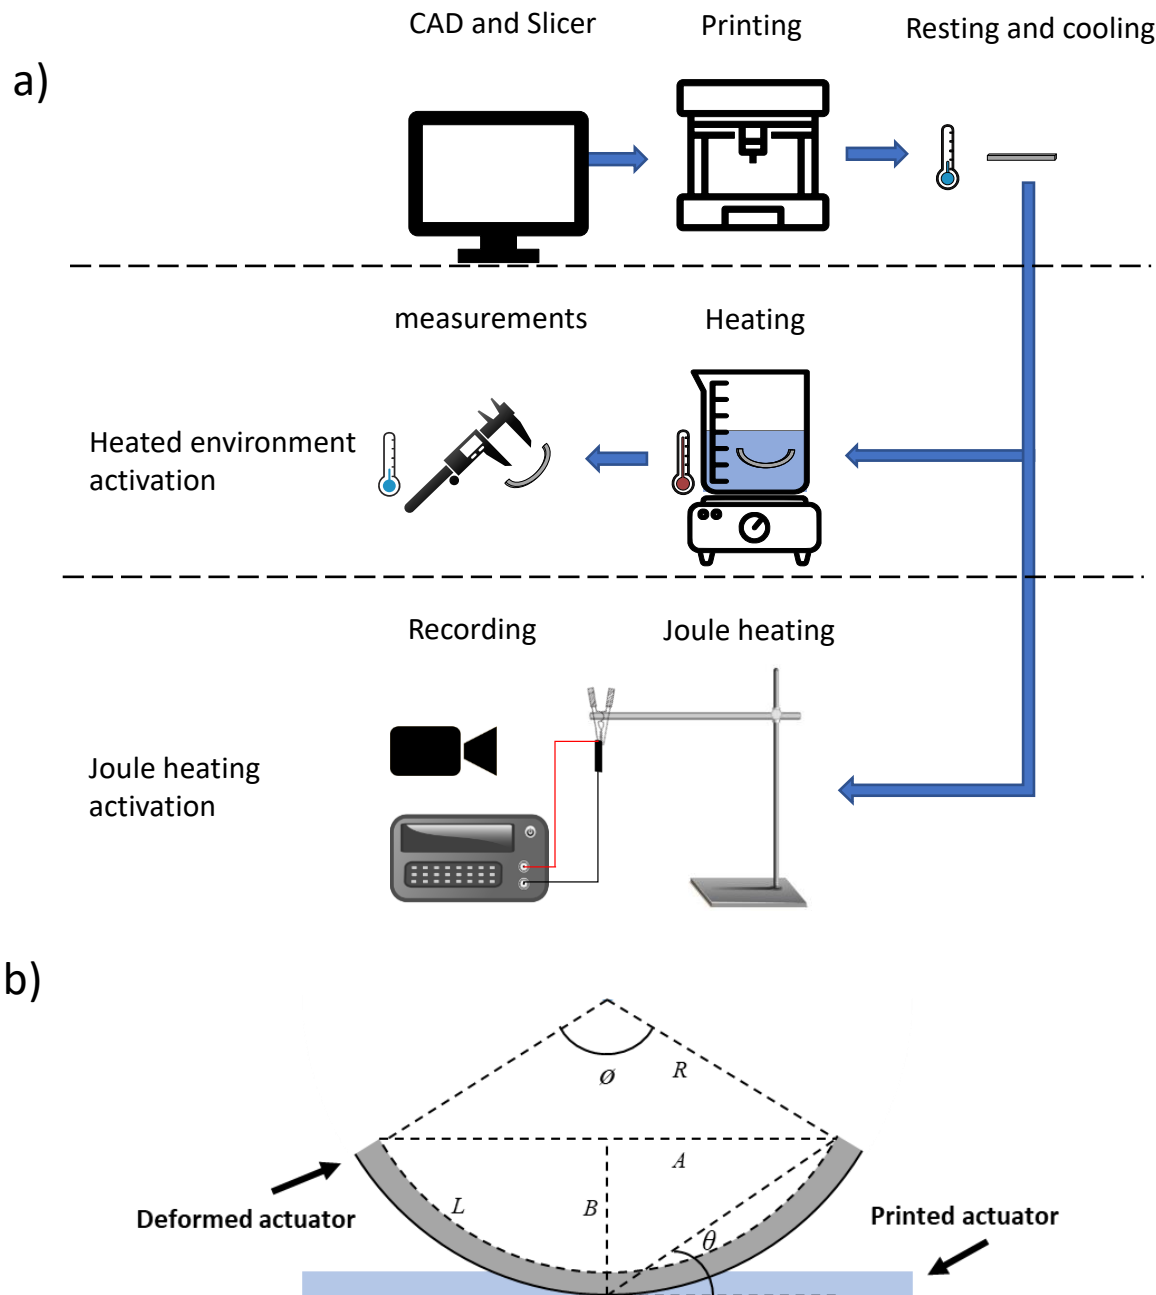 CAD and Slicer
Printing
Resting and cooling
a)
measurements
Heating
Heated environment
activation
Recording
Joule heating
Joule heating
activation
b)
ø
R
A
L
B
θ
Deformed actuator
Printed actuator